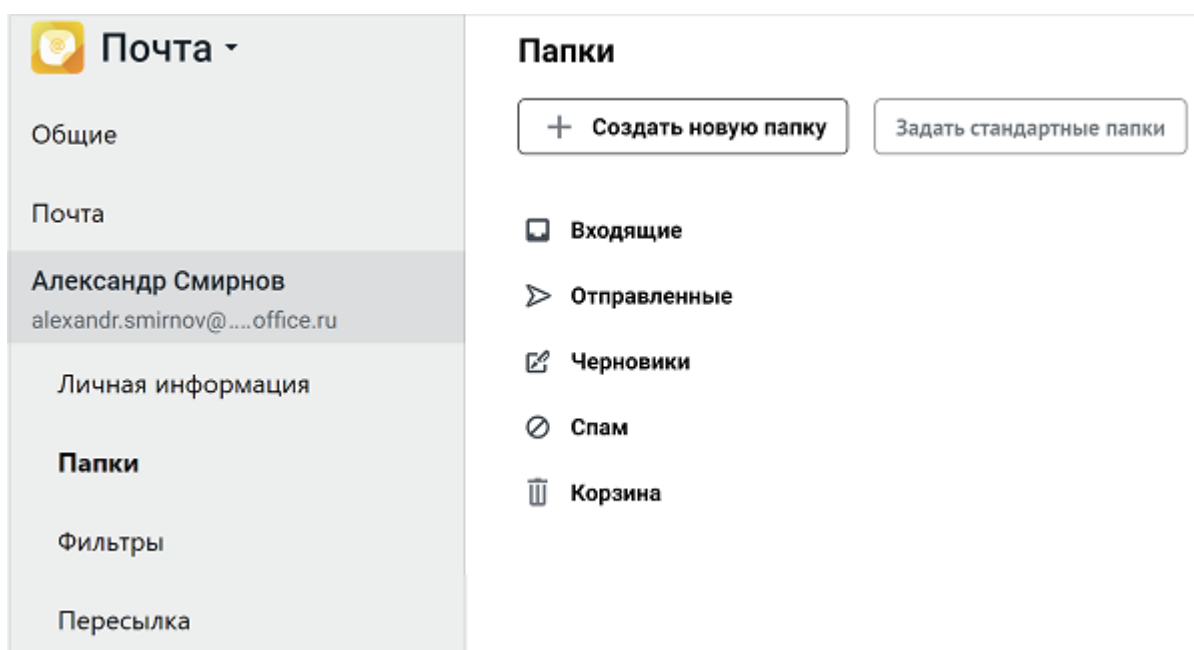 Почта
Общие
Почта
Александр Смирнов
alexandr.smirnov@....office.ru
Личная информация
Папки
Фильтры
Пересылка
Папки
+ Создать новую папку
Задать стандартные папки
Входящие
Отправленные
Черновики
Спам
Корзина